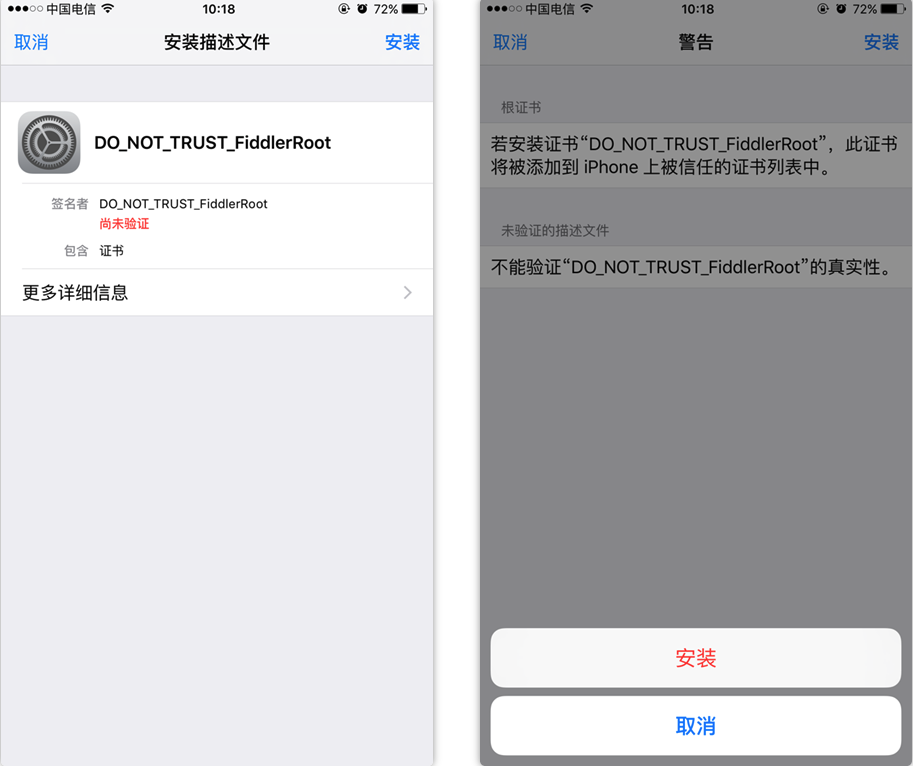 中国电信 10:18 72%
取消 安装描述文件 安装
DO_NOT_TRUST_FiddlerRoot
签名者 DO_NOT_TRUST_FiddlerRoot
尚未验证
包含 证书
更多详细信息
中国电信 10:18 72%
取消 警告 安装
根证书
若安装证书“DO_NOT_TRUST_FiddlerRoot”，此证书
将被添加到 iPhone 上被信任的证书列表中。
未验证的描述文件
不能验证“DO_NOT_TRUST_FiddlerRoot”的真实性。
安装
取消